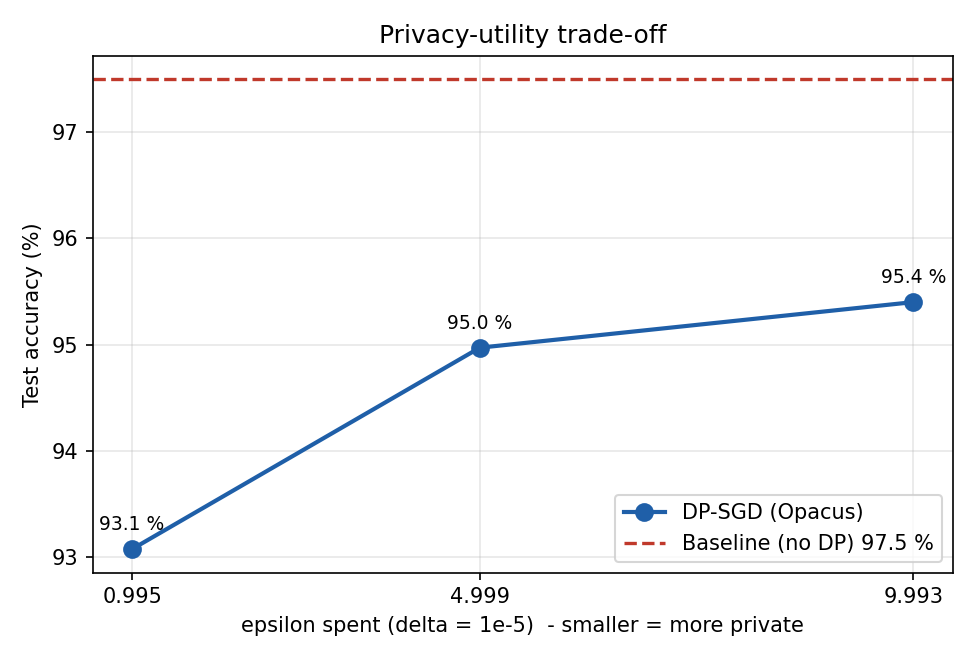 Privacy-utility trade-off
Test accuracy (%)
97
96
95
94
93
93.1 %
95.0 %
95.4 %
DP-SGD (Opacus)
Baseline (no DP) 97.5 %
0.995
4.999
9.993
epsilon spent (delta = 1e-5)  - smaller = more private